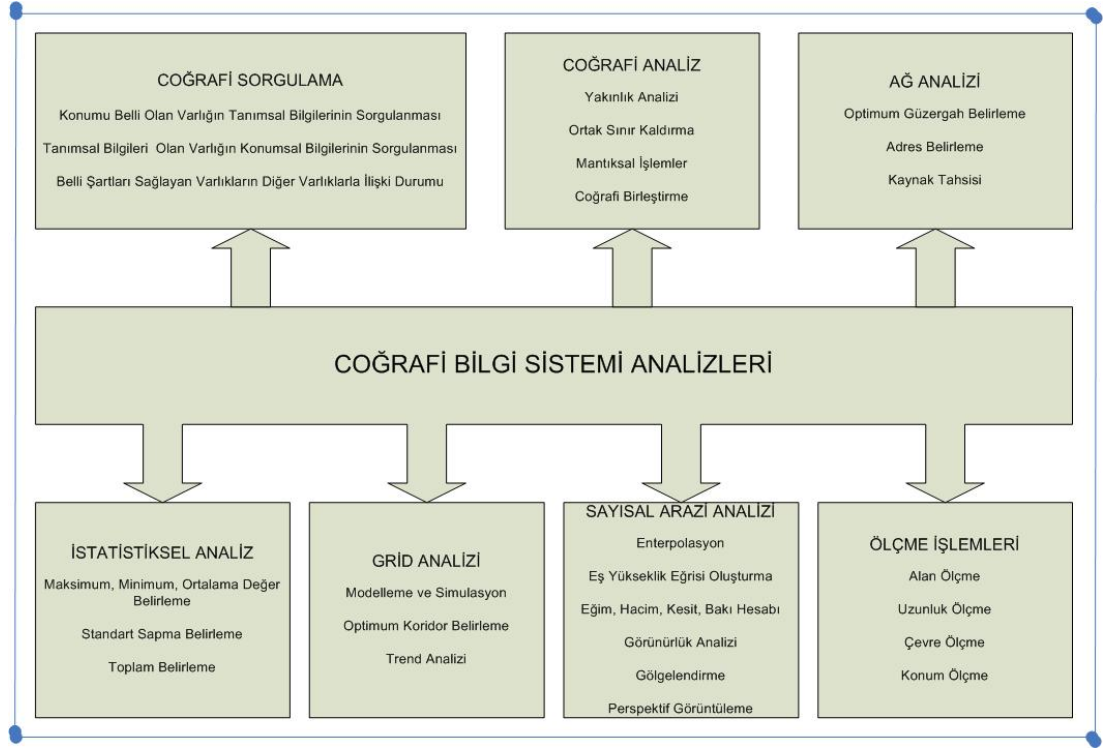 COĞRAFİ SORGULAMA
Konumu Belli Olan Varlığın Tanımsal Bilgilerinin Sorgulanması
Tanımsal Bilgileri Olan Varlığın Konumsal Bilgilerinin Sorgulanması
Belli Şartları Sağlayan Varlıkların Diğer Varlıklarla İlişki Durumu
COĞRAFİ ANALİZ
Yakınlık Analizi
Ortak Sınır Kaldırma
Mantıksal İşlemler
Coğrafi Birleştirme
AĞ ANALİZİ
Optimum Güzergah Belirleme
Adres Belirleme
Kaynak Tahsisi
COĞRAFİ BİLGİ SİSTEMİ ANALİZLERİ
İSTATİSTİKSEL ANALİZ
Maksimum, Minimum, Ortalama Değer
Belirleme
Standart Sapma Belirleme
Toplam Belirleme
GRİD ANALİZİ
Modelleme ve Simulasyon
Optimum Koridor Belirleme
Trend Analizi
SAYISAL ARAZİ ANALİZİ
Enterpolasyon
Eş Yükseklik Eğrisi Oluşturma
Eğim, Hacim, Kesit, Bakı Hesabı
Görünürlük Analizi
Gölgelendirme
Perspektif Görüntüleme
ÖLÇME İŞLEMLERİ
Alan Ölçme
Uzunluk Ölçme
Çevre Ölçme
Konum Ölçme